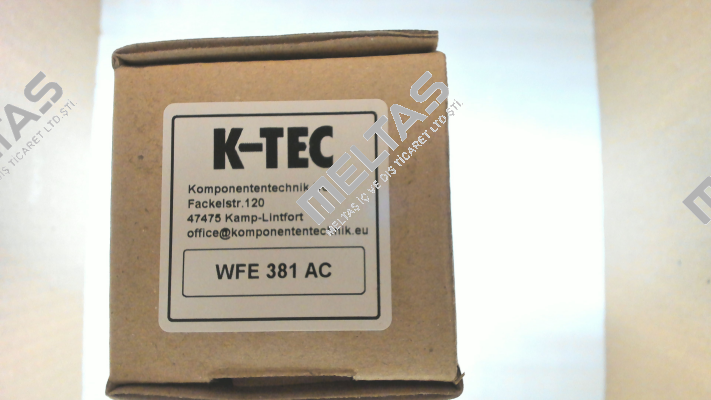 K-TEC
Komponententechnik
Fackelstr.120
47475 Kamp-Lintfort
office@komponententechnik.eu
WFE 381 AC
MELTAS
MELTAS İÇ VE DIŞ TİCARET LTD.ŞTİ.